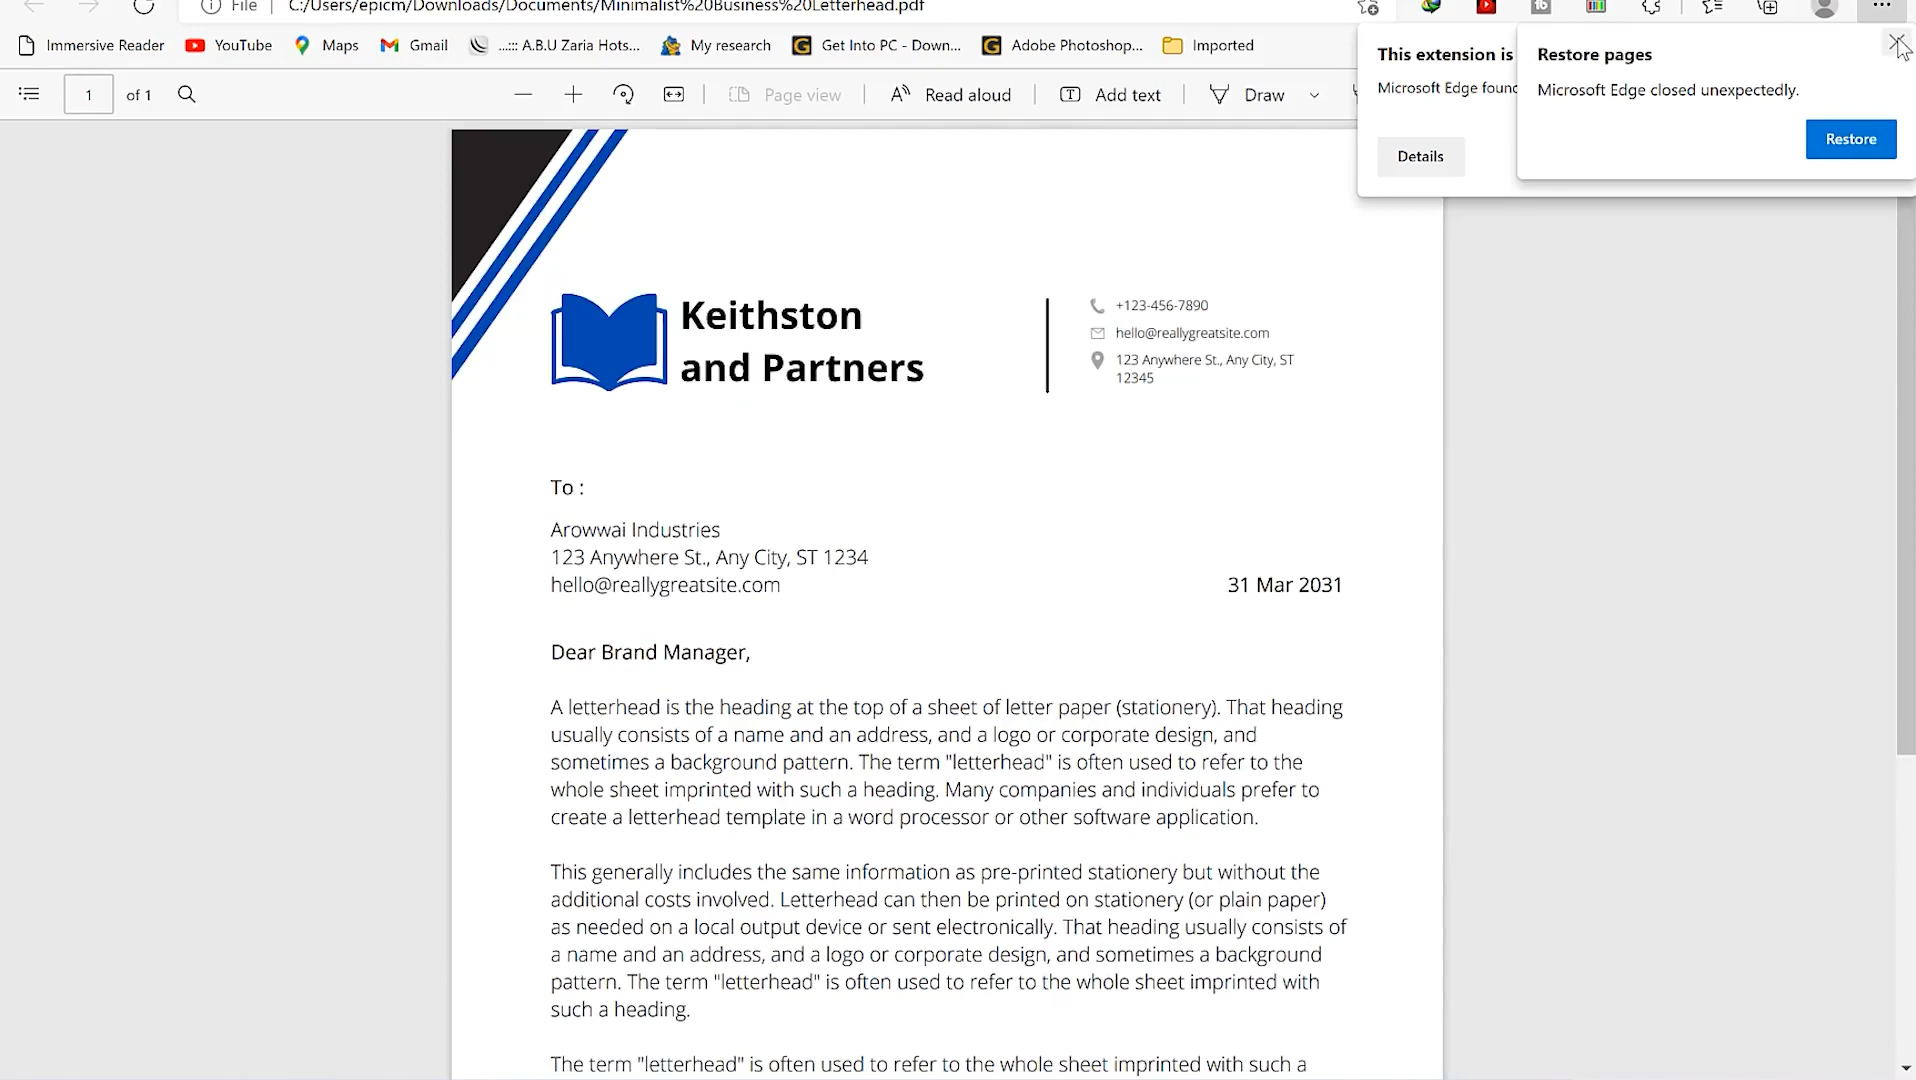 File
C:/Users/epicm/Downloads/Documents/Minimalist%20Business%20Letterhead.pdf
Immersive Reader
YouTube
Maps
Gmail
...::: A.B.U Zaria Hots...
My research
Get Into PC - Down...
Adobe Photoshop...
Imported
1
of 1
Page view
Read aloud
Add text
Draw
This extension is
Microsoft Edge found
Details
Restore pages
Microsoft Edge closed unexpectedly.
Restore
Keithston
and Partners
+123-456-7890
hello@reallygreatsite.com
123 Anywhere St., Any City, ST
12345
To :
Arowwai Industries
123 Anywhere St., Any City, ST 1234
hello@reallygreatsite.com
31 Mar 2031
Dear Brand Manager,
A letterhead is the heading at the top of a sheet of letter paper (stationery). That heading
usually consists of a name and an address, and a logo or corporate design, and
sometimes a background pattern. The term "letterhead" is often used to refer to the
whole sheet imprinted with such a heading. Many companies and individuals prefer to
create a letterhead template in a word processor or other software application.
This generally includes the same information as pre-printed stationery but without the
additional costs involved. Letterhead can then be printed on stationery (or plain paper)
as needed on a local output device or sent electronically. That heading usually consists of
a name and an address, and a logo or corporate design, and sometimes a background
pattern. The term "letterhead" is often used to refer to the whole sheet imprinted with
such a heading.
The term "letterhead" is often used to refer to the whole sheet imprinted with such a